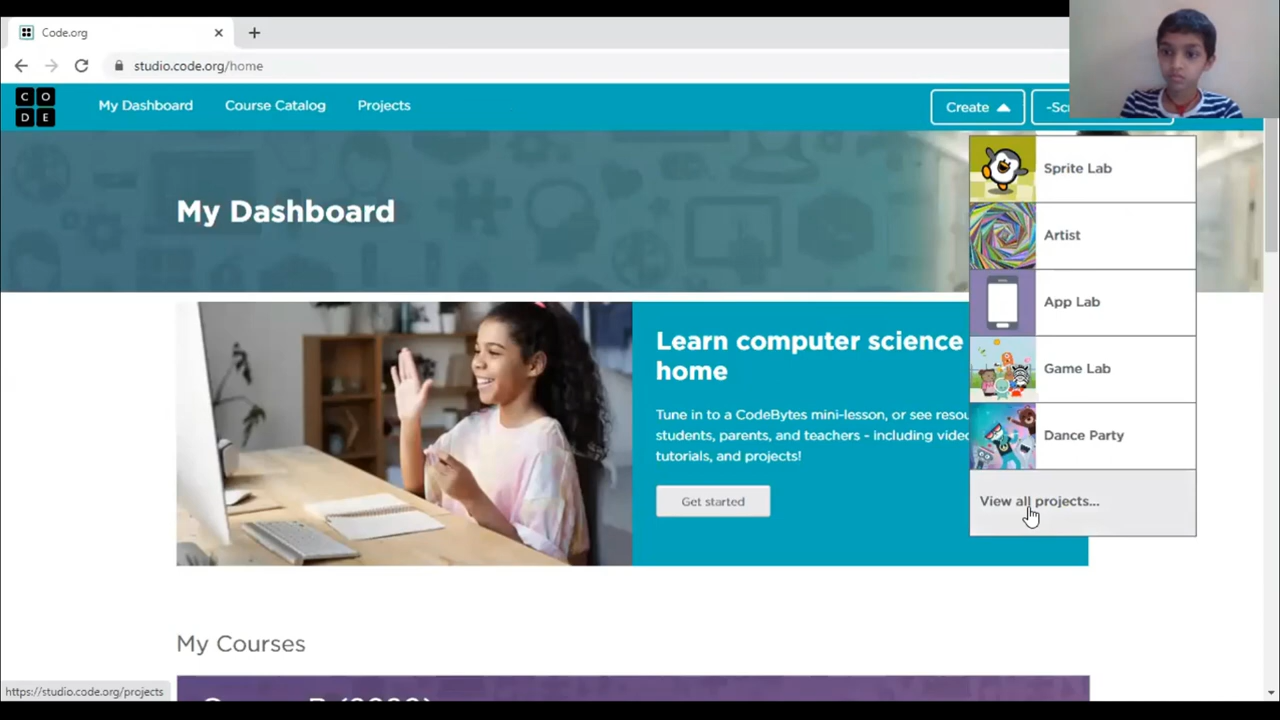 Code.org
studio.code.org/home
C O
D E
My Dashboard
Course Catalog
Projects
Create
Sprite Lab
Artist
App Lab
Game Lab
Dance Party
View all projects...
My Dashboard
Learn computer science
home
Tune in to a CodeBytes mini-lesson, or see
students, parents, and teachers - including
tutorials, and projects!
Get started
My Courses
https://studio.code.org/projects